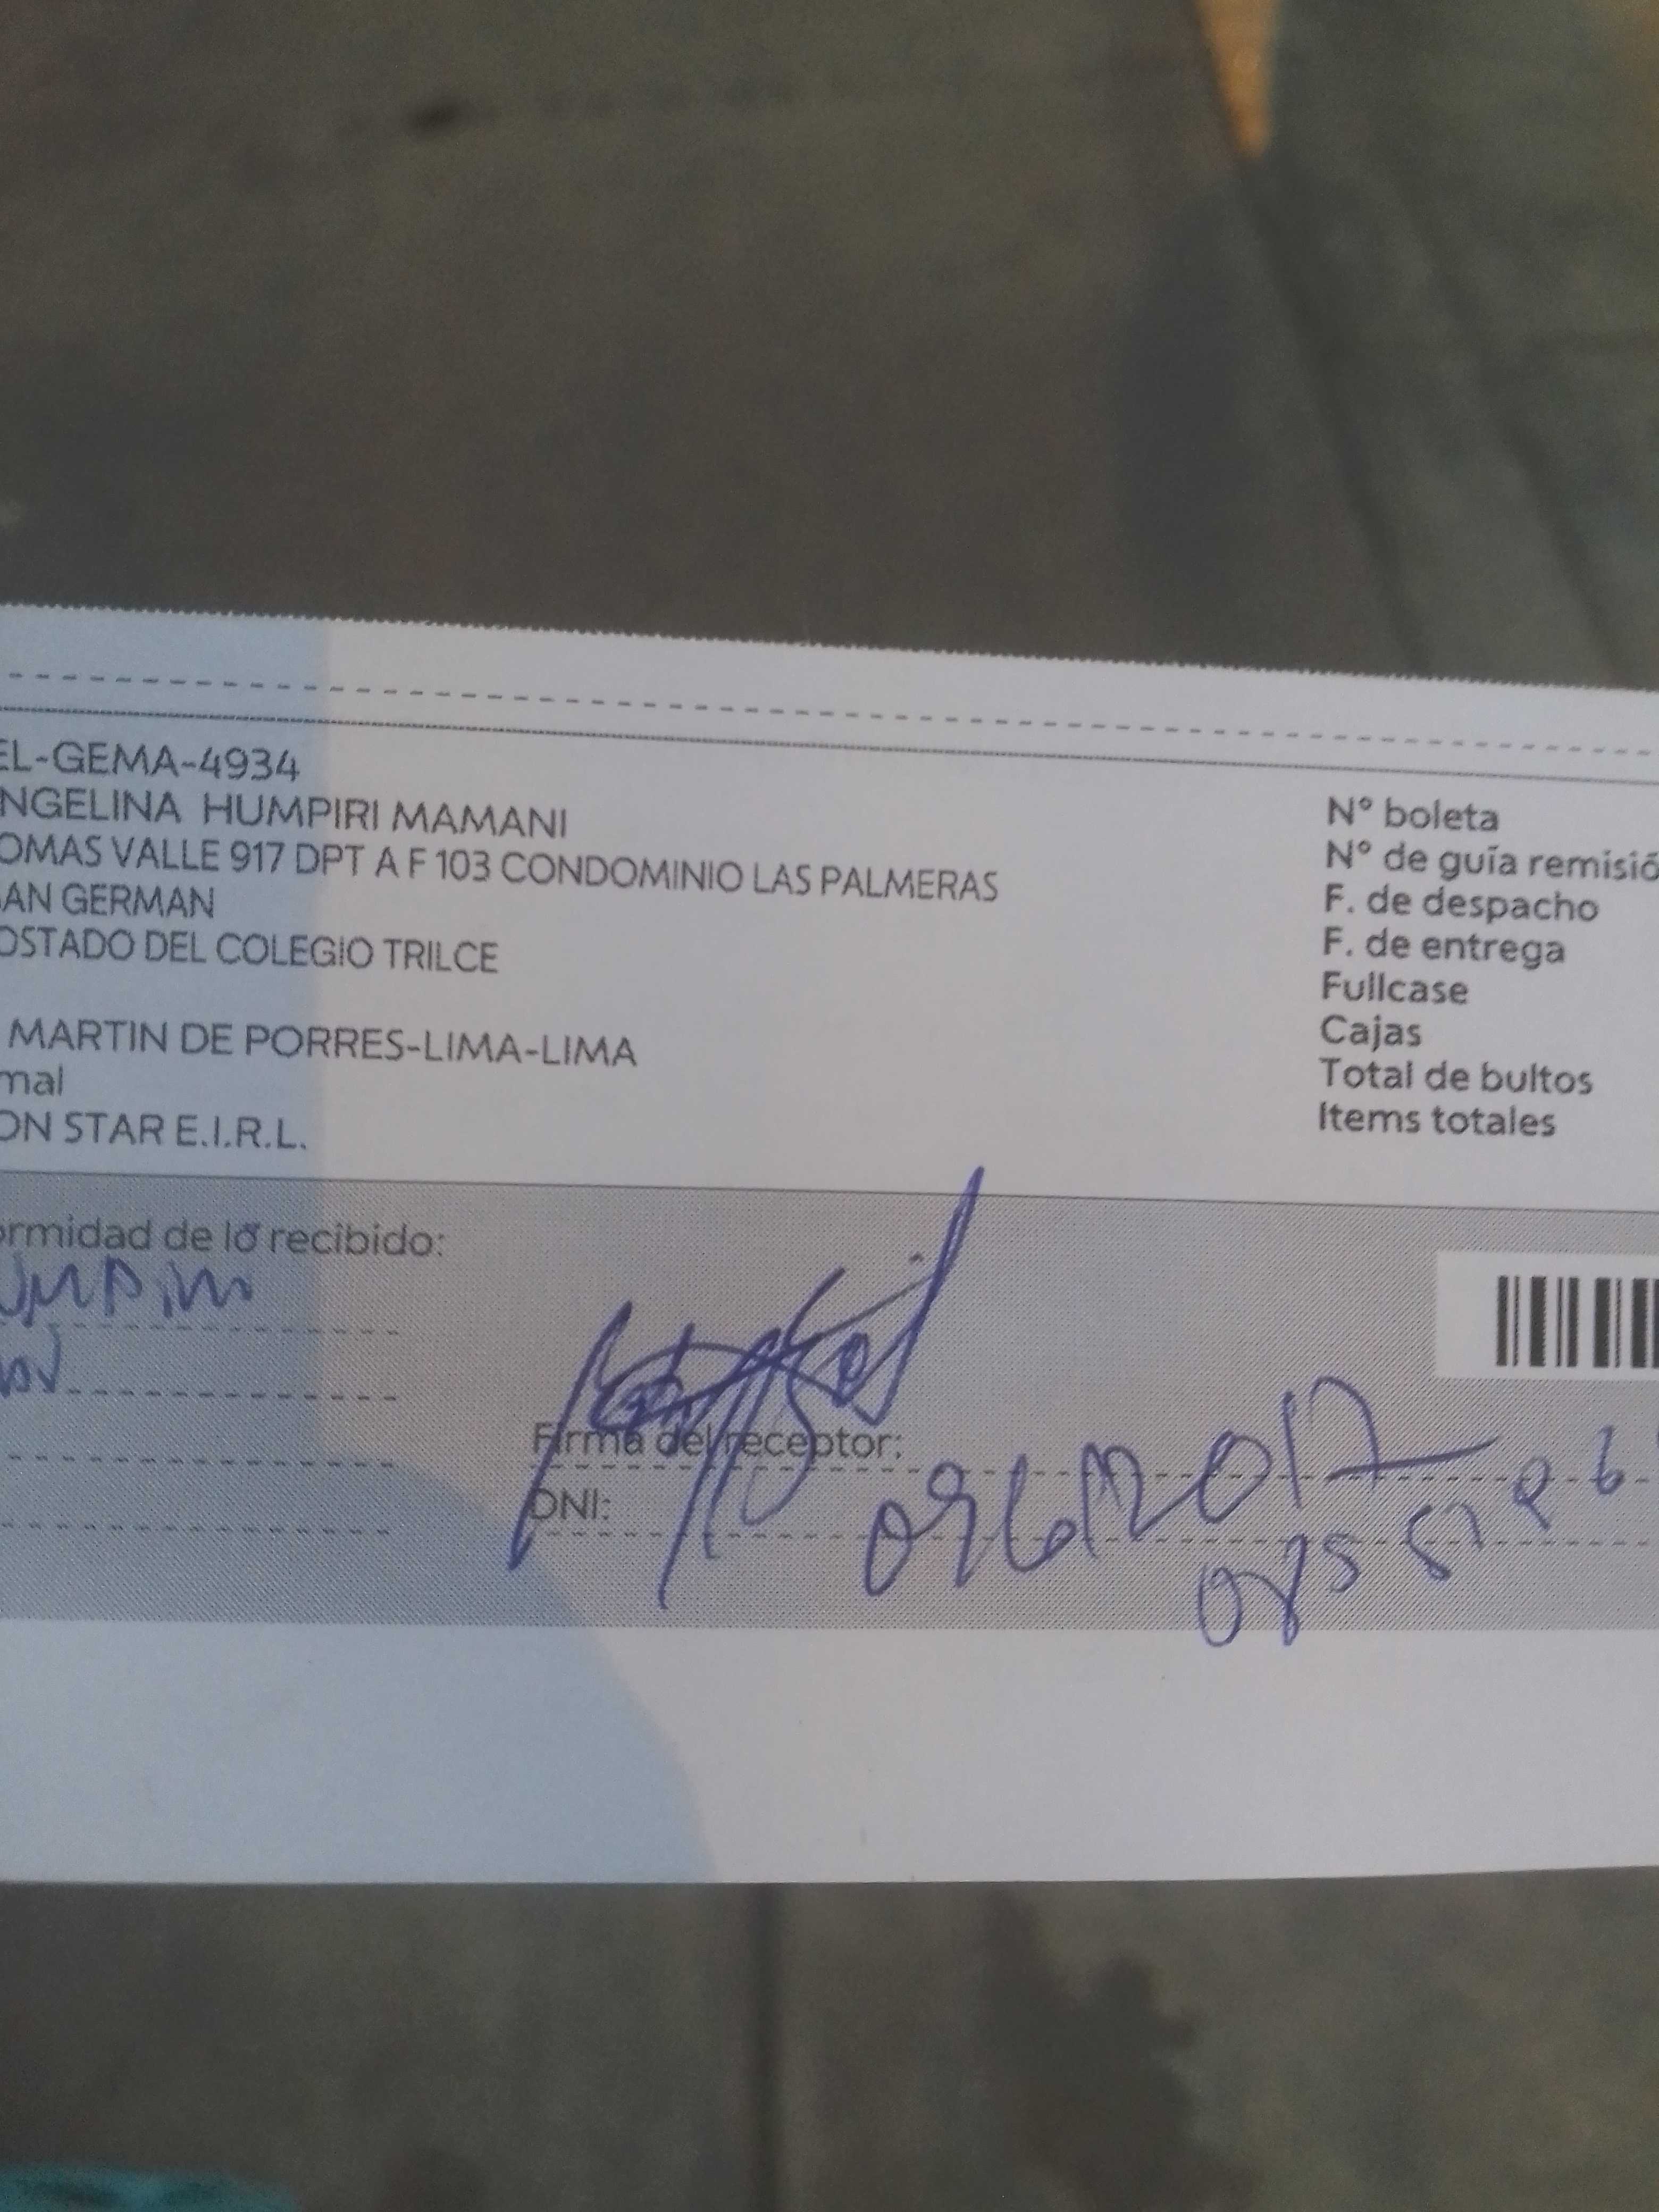 EL-GEMA-4934
NGELINA HUMPIRI MAMANI
OMAS VALLE 917 DPT A F 103 CONDOMINIO LAS PALMERAS
AN GERMAN
OSTADO DEL COLEGIO TRILCE
MARTIN DE PORRES-LIMA-LIMA
mal
ON STAR E.I.R.L.
N° boleta
N° de guía remisió
F. de despacho
F. de entrega
Fullcase
Cajas
Total de bultos
Items totales
ormidad de lo recibido:
Firma del receptor:
DNI: